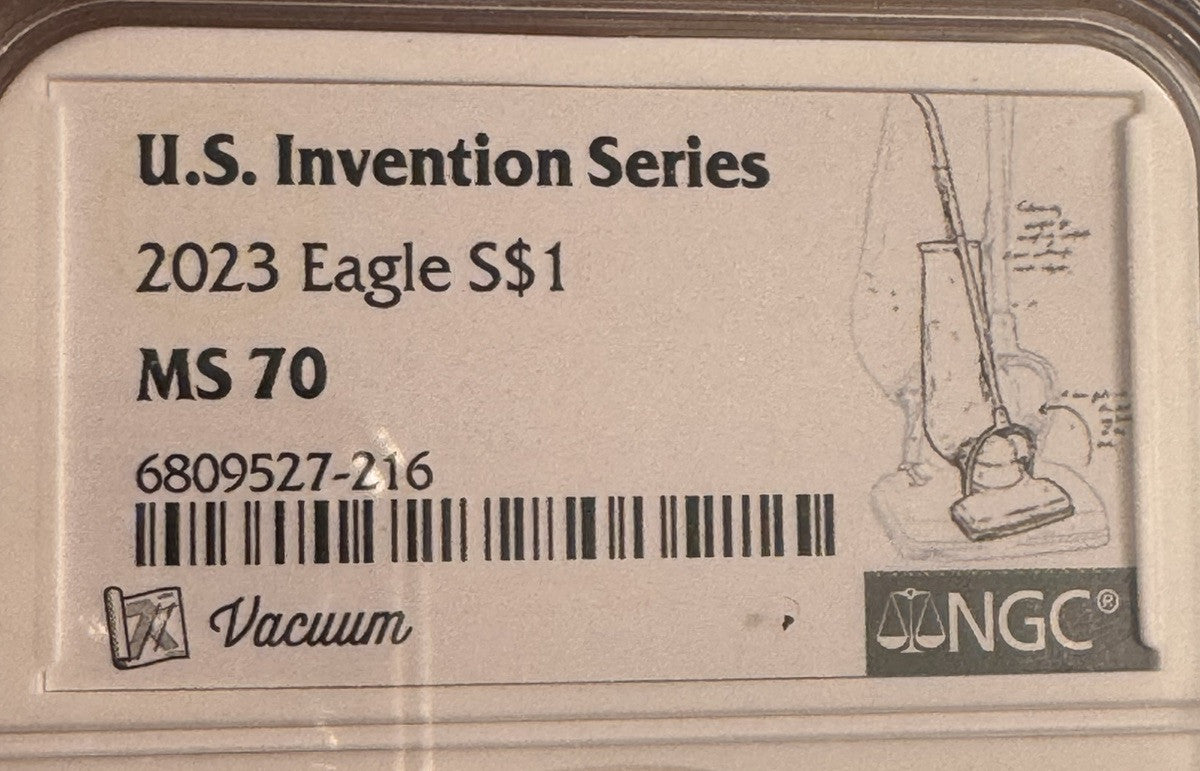 U.S. Invention Series
2023 Eagle S$1
MS 70
6809527-216
Vacuum
NGC®